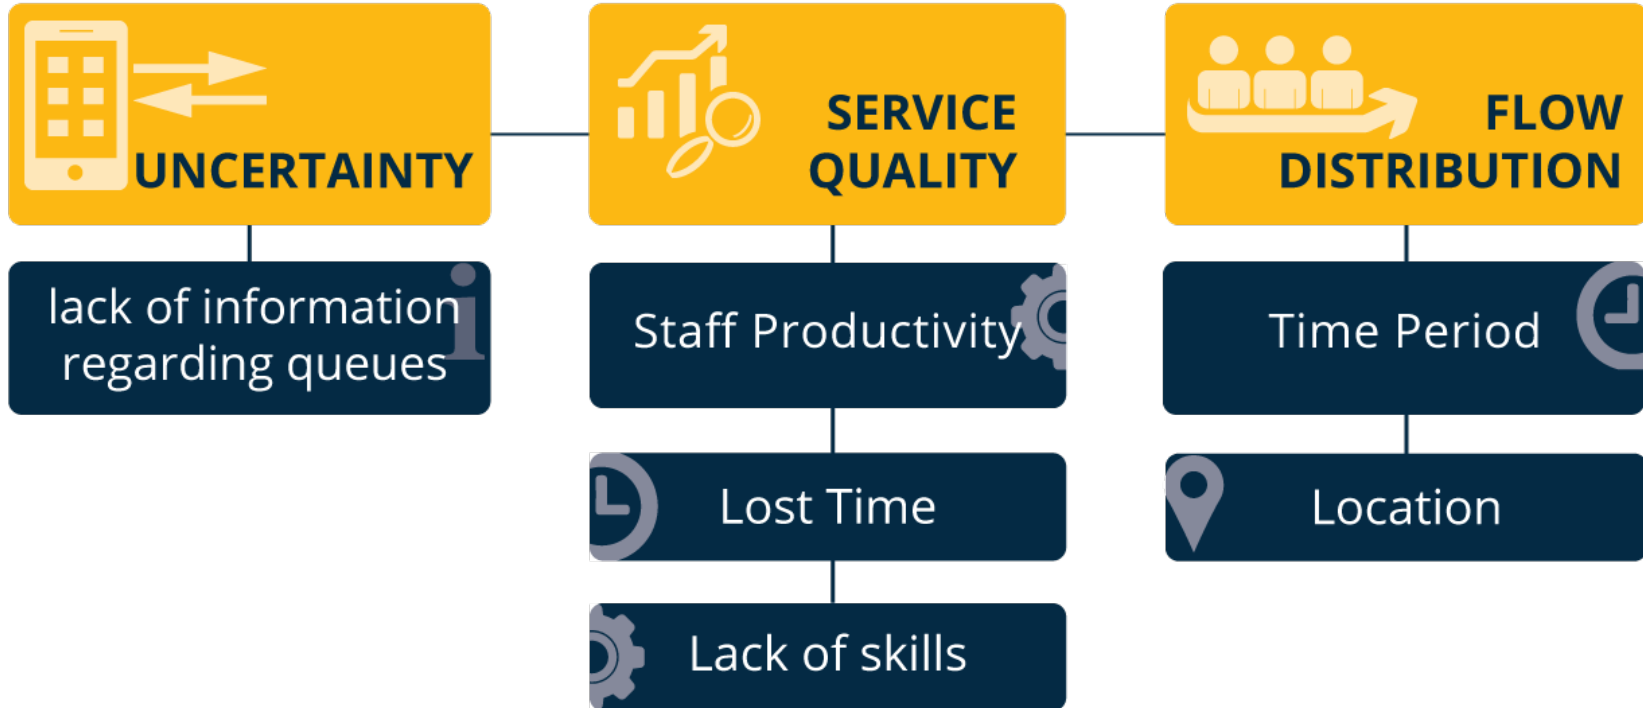 UNCERTAINTY
lack of information
regarding queues
SERVICE
QUALITY
Staff Productivity
Lost Time
Lack of skills
FLOW
DISTRIBUTION
Time Period
Location